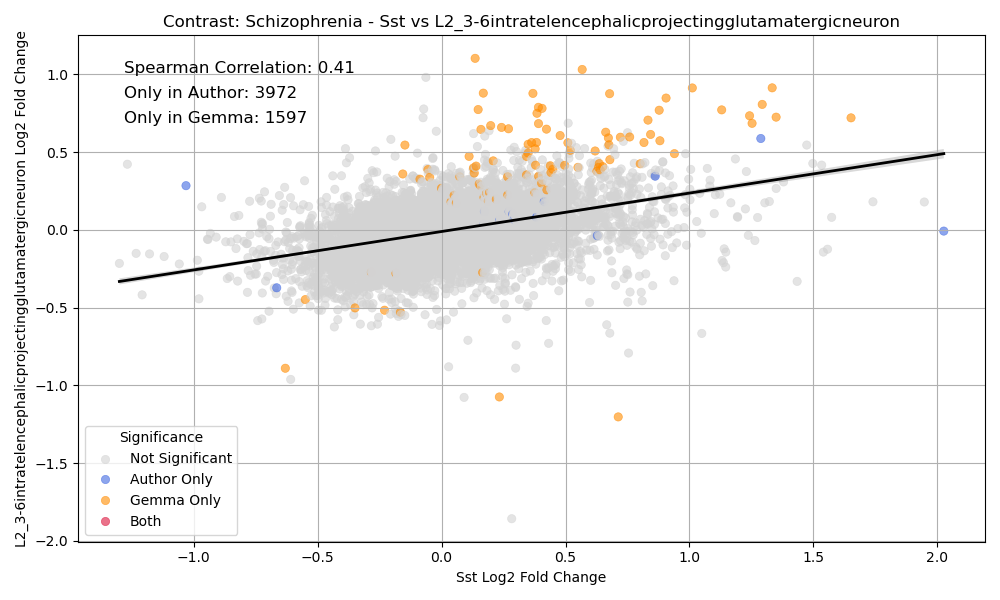 Contrast: Schizophrenia - Sst vs L2_3-6intratelencephalicprojectingglutamatergicneuron
L2_3-6intratelencephalicprojectingglutamatergicneuron Log2 Fold Change
1.0
0.5
0.0
−0.5
−1.0
−1.5
−2.0
Spearman Correlation: 0.41
Only in Author: 3972
Only in Gemma: 1597
Significance
Not Significant
Author Only
Gemma Only
Both
−1.0 −0.5 0.0 0.5 1.0 1.5 2.0
Sst Log2 Fold Change